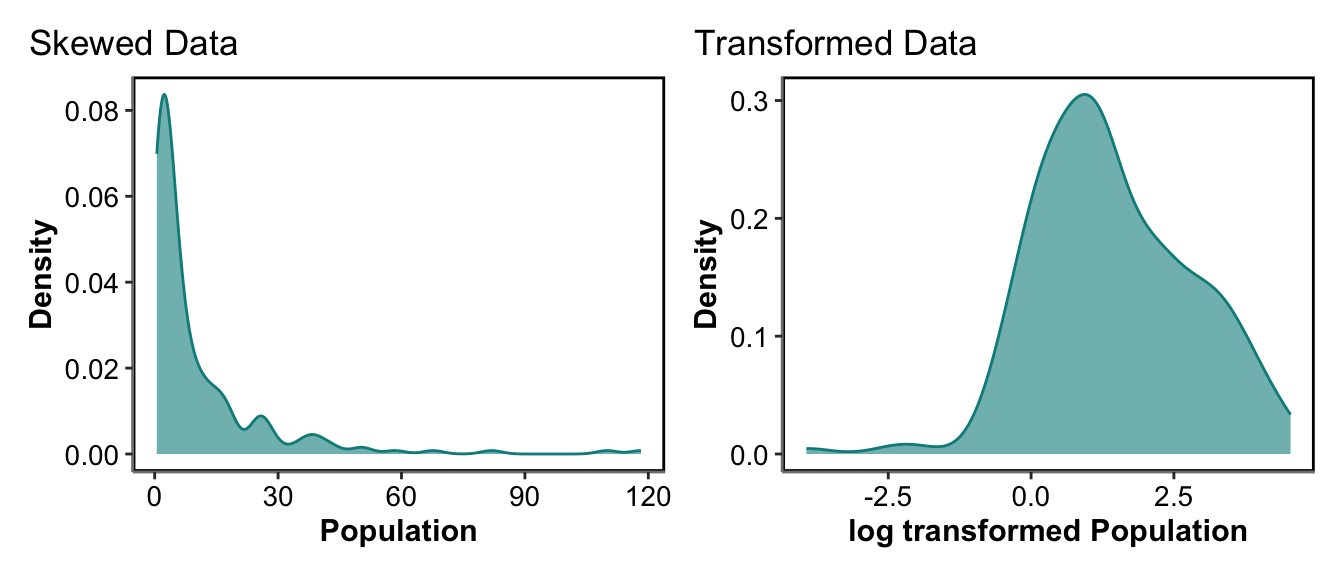 Skewed Data
Density
0.08
0.06
0.04
0.02
0.00
0 30 60 90 120
Population
Transformed Data
Density
0.3
0.2
0.1
0.0
-2.5 0.0 2.5
log transformed Population